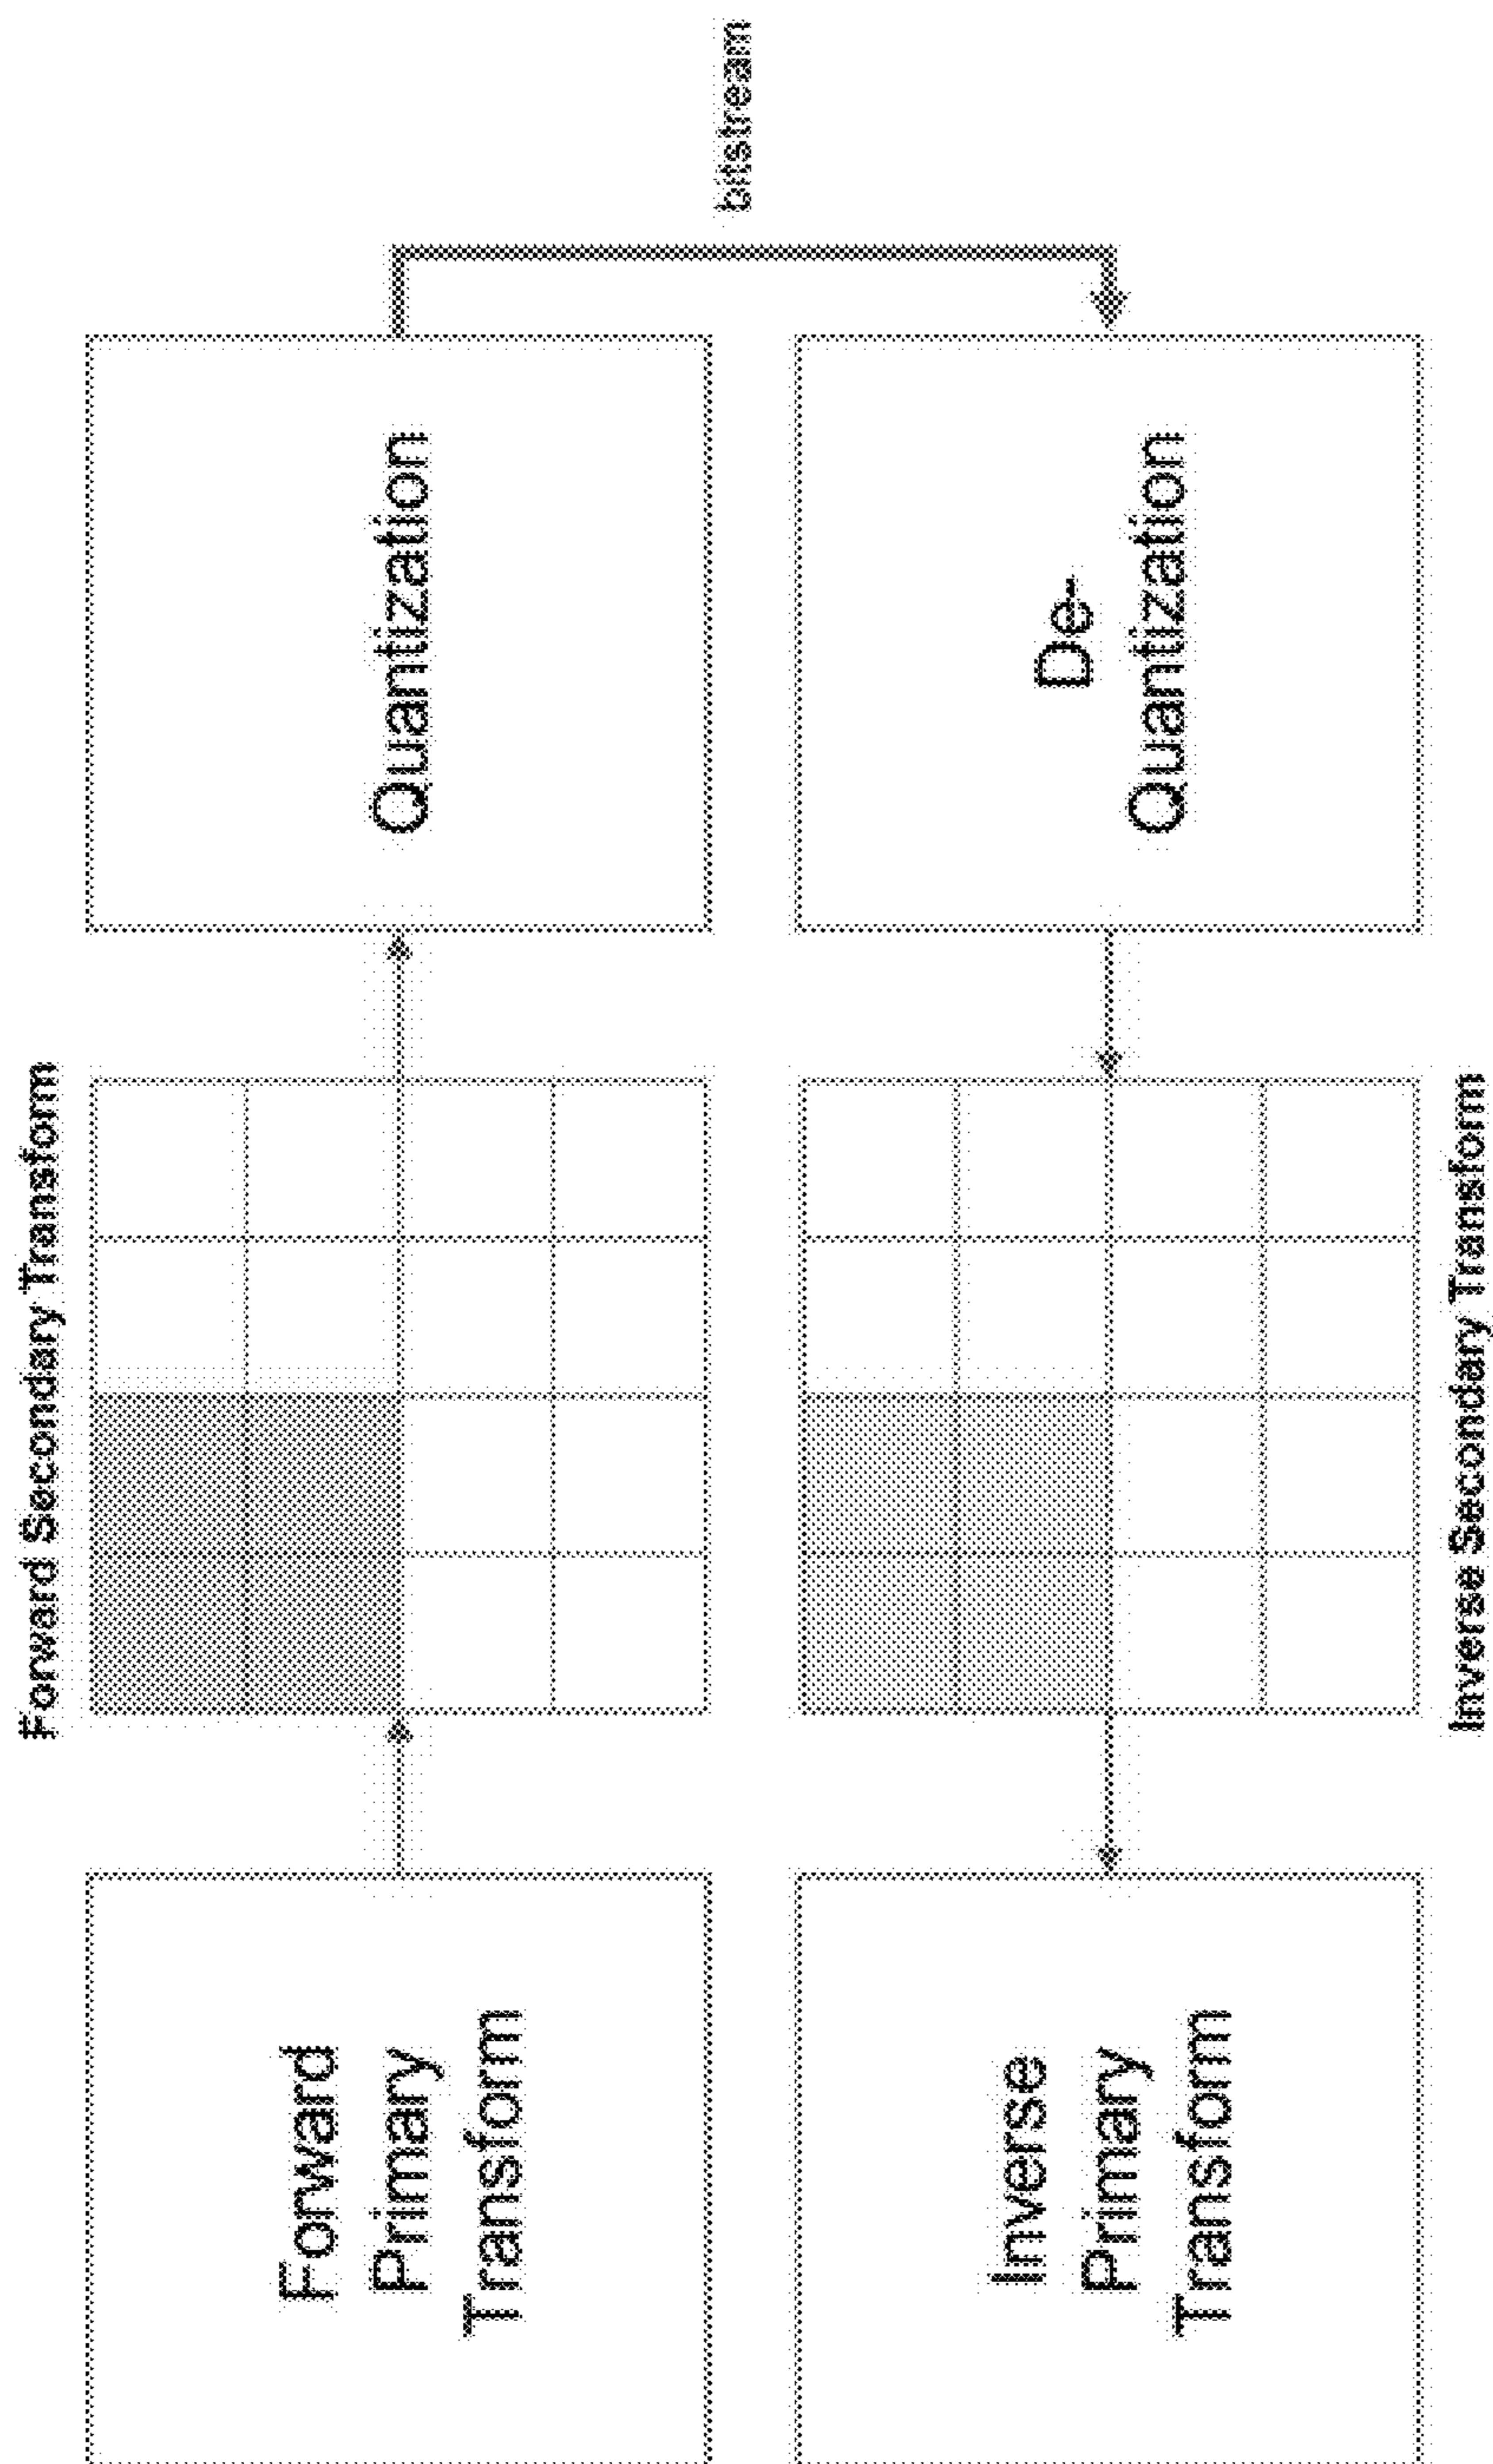 Forward Secondary Transform
Forward
Primary
Transform
Quantization
bitstream
Inverse
Primary
Transform
De-
Quantization
Inverse Secondary Transform